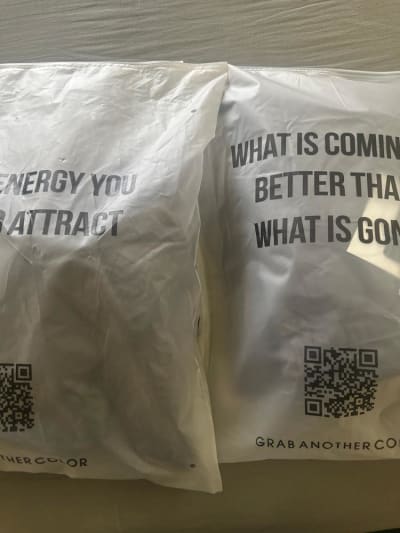 ENERGY YOU
ATTRACT
THER COLOR
WHAT IS COMIN
BETTER THA
WHAT IS GON
GRAB ANOTHER CO